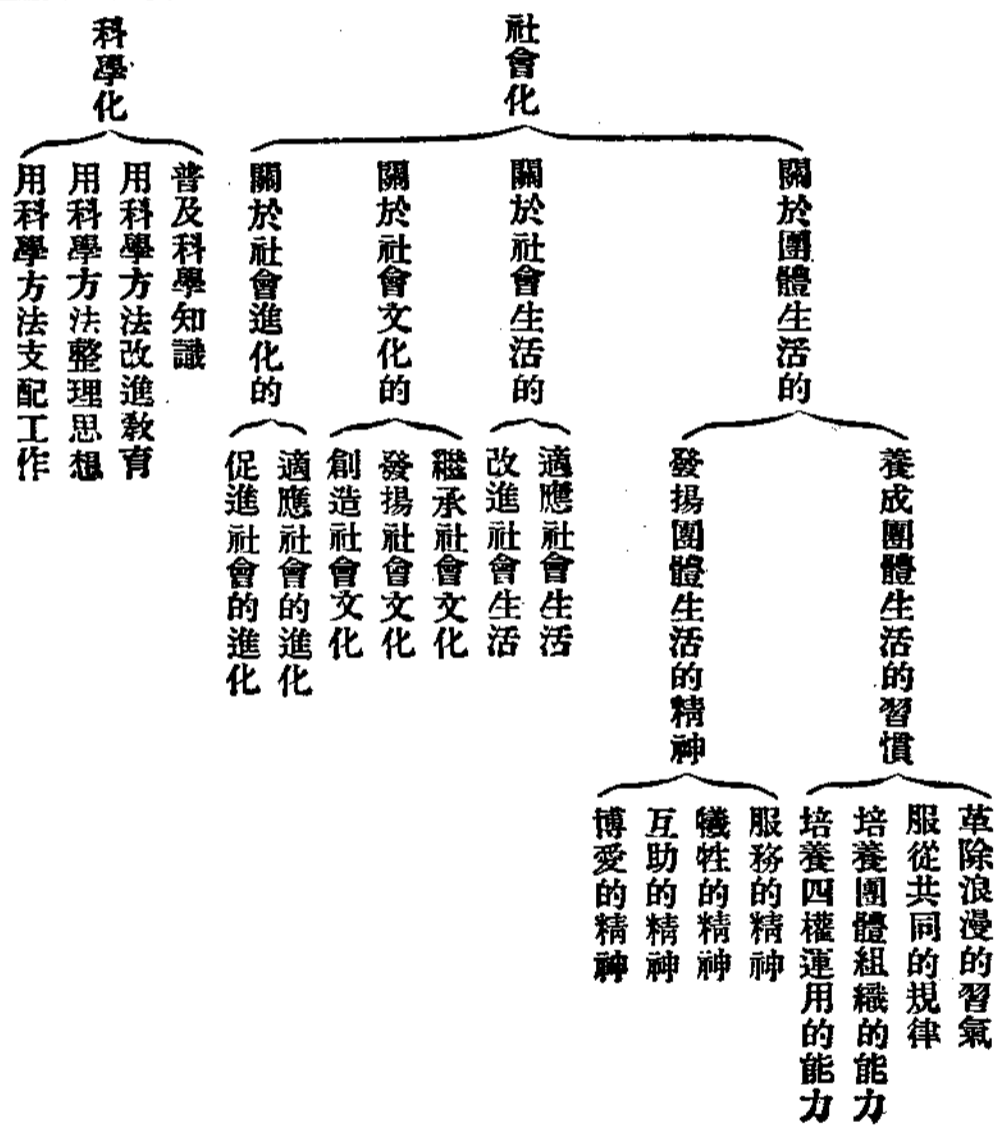 社會化
關於團體生活的
養成團體生活的習慣
革除浪漫的習氣
服從共同的規律
培養團體組織的能力
培養四權運用的能力
發揚團體生活的精神
服務的精神
犧牲的精神
互助的精神
博愛的精神
關於社會生活的
適應社會生活
改進社會生活
關於社會文化的
繼承社會文化
發揚社會文化
創造社會文化
關於社會進化的
適應社會的進化
促進社會的進化
科學化
普及科學知識
用科學方法改進教育
用科學方法整理思想
用科學方法支配工作